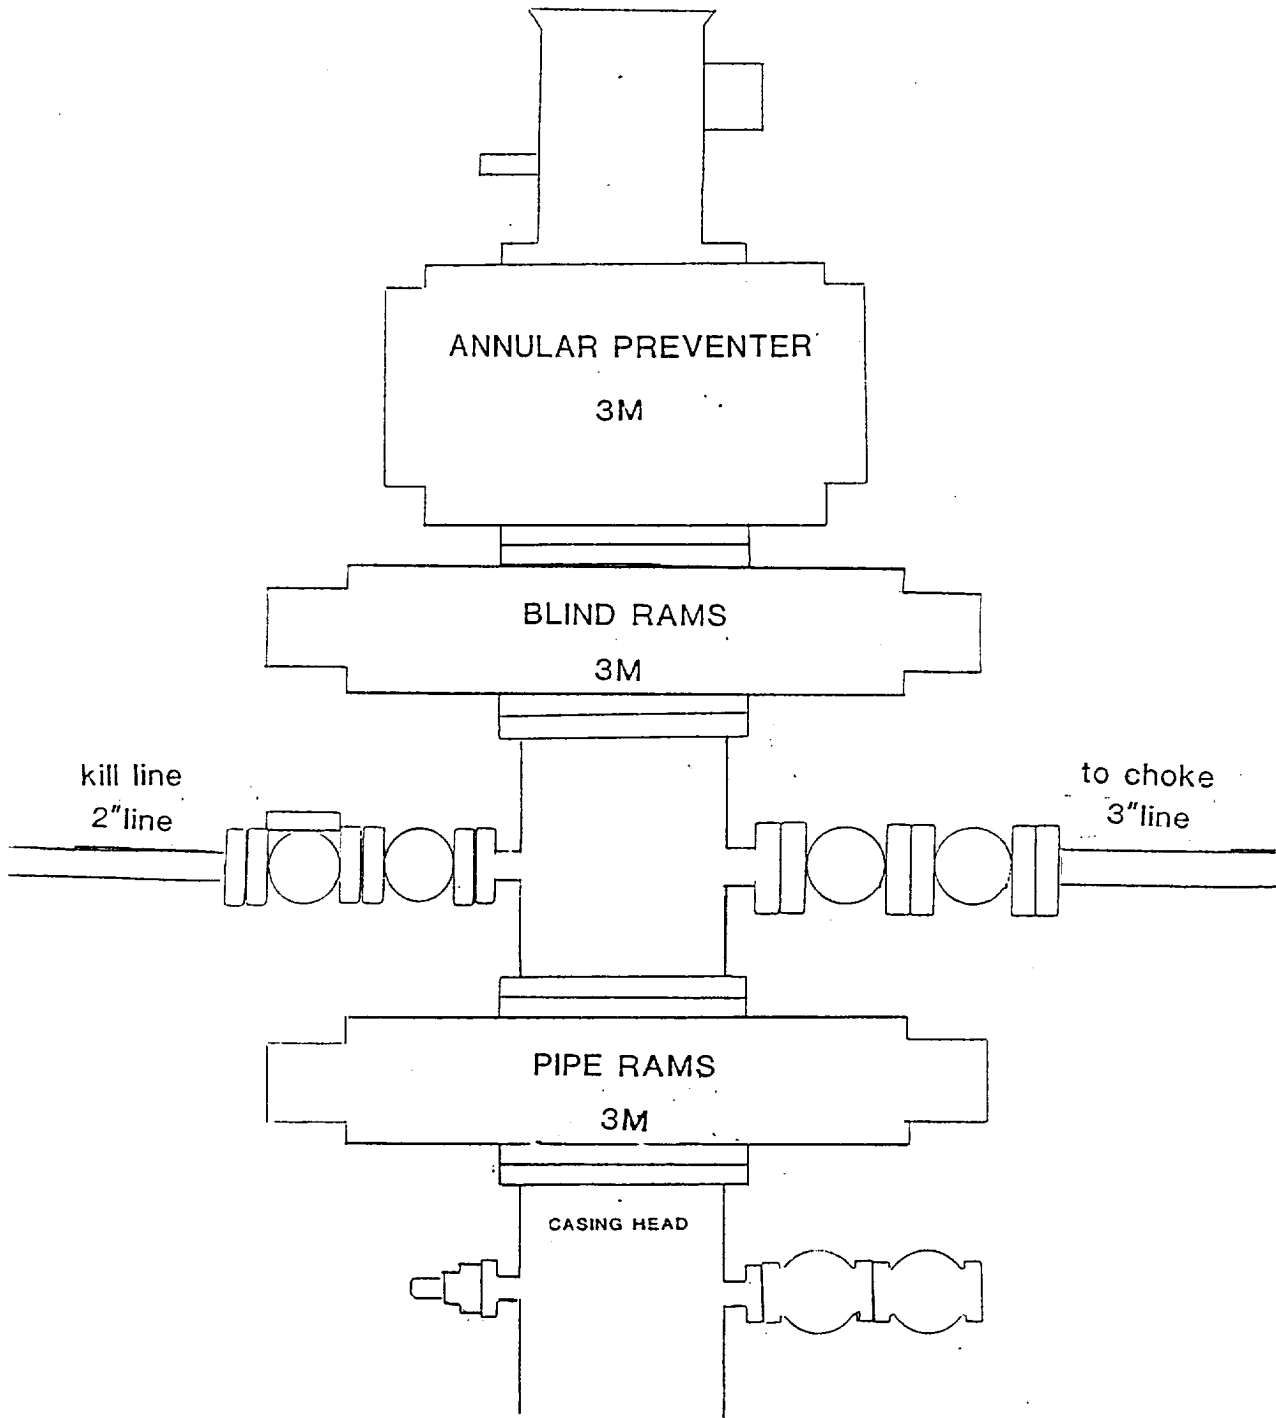 ANNULAR PREVENTER
3M
BLIND RAMS
3M
kill line
2"line
to choke
3"line
PIPE RAMS
3M
CASING HEAD